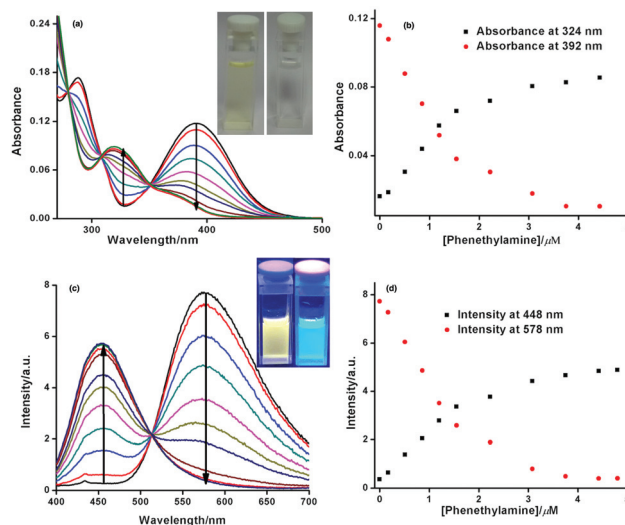 (a)
0.24
0.18
0.12
0.06
0.00
Absorbance
300
400
500
Wavelength/nm
(b)
Absorbance at 324 nm
Absorbance at 392 nm
0.12
0.08
0.04
Absorbance
0
1
2
3
4
[Phenethylamine]/μM
(c)
8
6
4
2
0
Intensity/a.u.
400
450
500
550
600
650
700
Wavelength/nm
(d)
Intensity at 448 nm
Intensity at 578 nm
8
4
0
Intensity/a.u.
0
1
2
3
4
[Phenethylamine]/μM